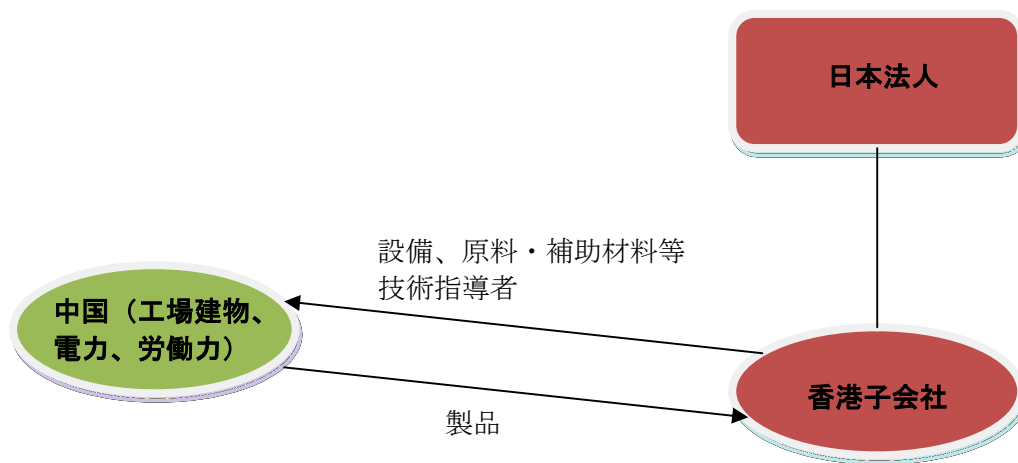 日本法人
設備、原料・補助材料等
技術指導者
中国（工場建物、
電力、労働力）
香港子会社
製品